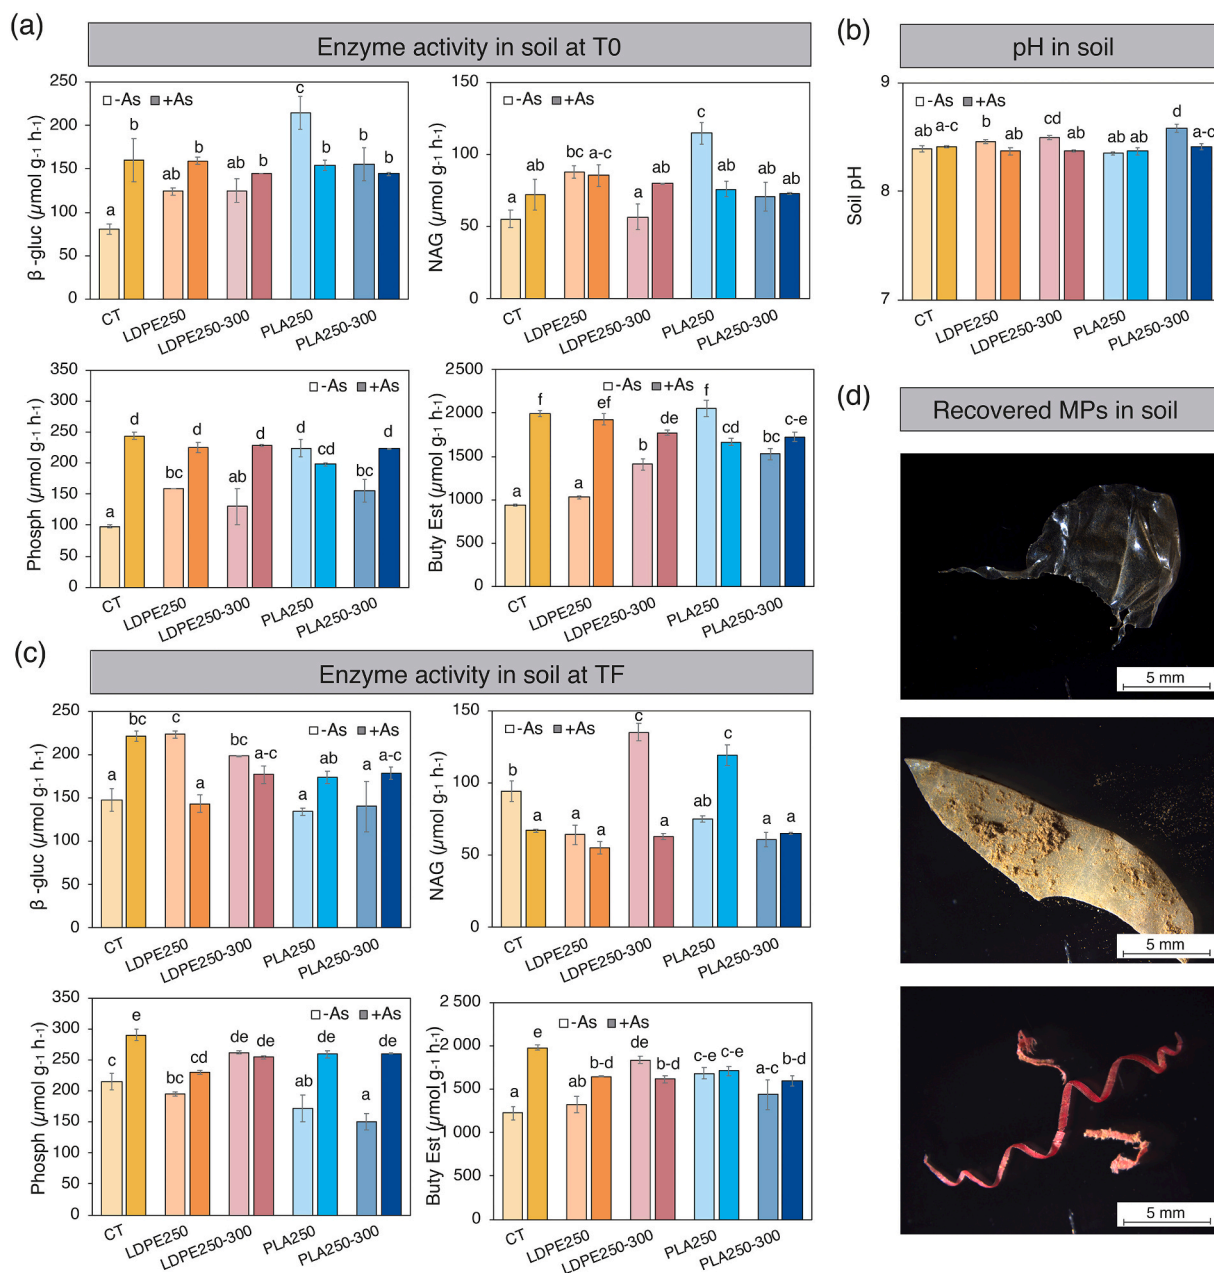 (a)
Enzyme activity in soil at T0
β -gluc (µmol g-1 h-1)
250
200
150
100
50
0
-As +As
a b ab b ab b c b b b
CT LDPE250 LDPE250-300 PLA250 PLA250-300
NAG (µmol g-1 h-1)
150
100
50
0
-As +As
a ab bc a-c a ab c ab ab ab
CT LDPE250 LDPE250-300 PLA250 PLA250-300
Phosph (µmol g-1 h-1)
350
300
250
200
150
100
50
0
-As +As
a d bc d ab d d cd bc d
CT LDPE250 LDPE250-300 PLA250 PLA250-300
Buty Est (µmol g-1 h-1)
2500
2000
1500
1000
500
0
-As +As
a f a ef b de f cd bc c-e
CT LDPE250 LDPE250-300 PLA250 PLA250-300
(b)
pH in soil
Soil pH
9
8
7
-As +As
ab a-c b ab cd ab ab ab d a-c
CT LDPE250 LDPE250-300 PLA250 PLA250-300
(c)
Enzyme activity in soil at TF
β -gluc (µmol g-1 h-1)
250
200
150
100
50
0
-As +As
a bc c a bc a-c a ab a a-c
CT LDPE250 LDPE250-300 PLA250 PLA250-300
NAG (µmol g-1 h-1)
150
100
50
0
-As +As
b a a a c a ab c a a
CT LDPE250 LDPE250-300 PLA250 PLA250-300
Phosph (µmol g-1 h-1)
350
300
250
200
150
100
50
0
-As +As
c e bc cd de de ab de a de
CT LDPE250 LDPE250-300 PLA250 PLA250-300
Buty Est (µmol g-1 h-1)
2 500
2 000
1 500
1 000
500
0
-As +As
a e ab b-d de b-d c-e c-e a-c b-d
CT LDPE250 LDPE250-300 PLA250 PLA250-300
(d)
Recovered MPs in soil
5 mm
5 mm
5 mm